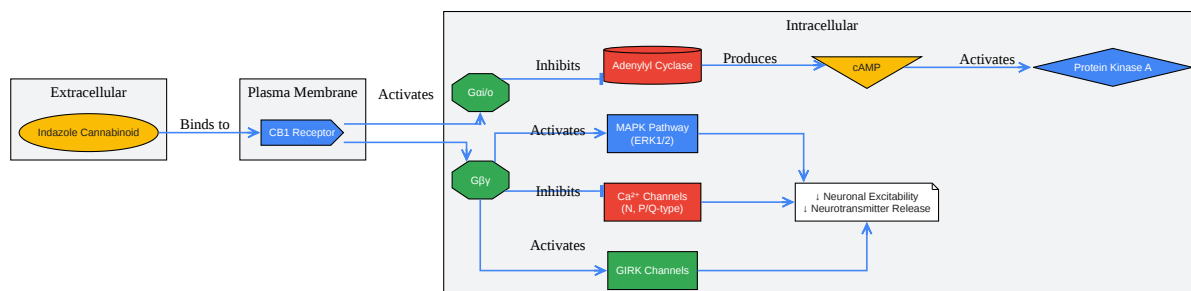 Intracellular
Extracellular
Indazole Cannabinoid
Binds to
Plasma Membrane
CB1 Receptor
Activates
Gαi/o
Inhibits
Adenylyl Cyclase
Produces
cAMP
Activates
Protein Kinase A
Gβγ
Activates
MAPK Pathway
(ERK1/2)
Inhibits
Ca²⁺ Channels
(N, P/Q-type)
↓ Neuronal Excitability
↓ Neurotransmitter Release
Activates
GIRK Channels